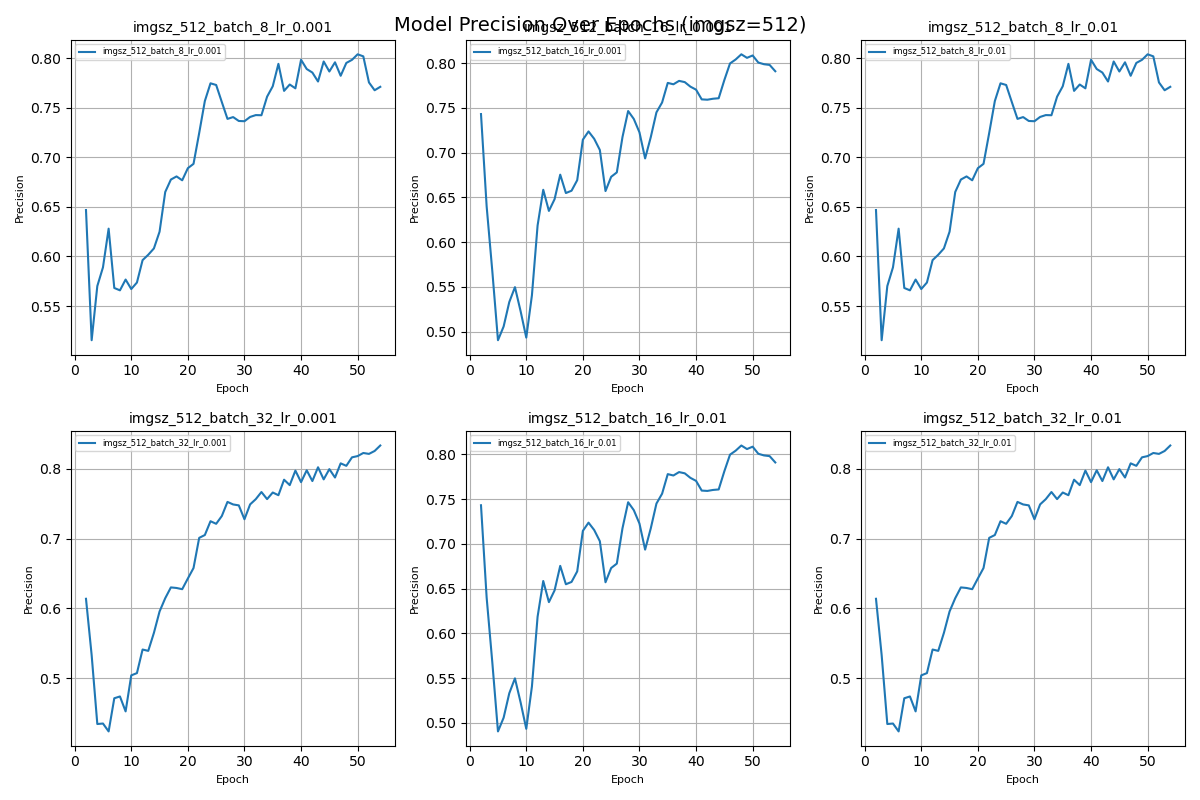 Model Precision Over Epochs (imgsz=512)
imgsz_512_batch_8_lr_0.001
imgsz_512_batch_16_lr_0.001
imgsz_512_batch_8_lr_0.01
imgsz_512_batch_8_lr_0.001
imgsz_512_batch_16_lr_0.001
imgsz_512_batch_8_lr_0.01
Precision
0.80
0.75
0.70
0.65
0.60
0.55
0 10 20 30 40 50
Epoch
Precision
0.80
0.75
0.70
0.65
0.60
0.55
0.50
0 10 20 30 40 50
Epoch
Precision
0.80
0.75
0.70
0.65
0.60
0.55
0 10 20 30 40 50
Epoch
imgsz_512_batch_32_lr_0.001
imgsz_512_batch_16_lr_0.01
imgsz_512_batch_32_lr_0.01
imgsz_512_batch_32_lr_0.001
imgsz_512_batch_16_lr_0.01
imgsz_512_batch_32_lr_0.01
Precision
0.8
0.7
0.6
0.5
0 10 20 30 40 50
Epoch
Precision
0.80
0.75
0.70
0.65
0.60
0.55
0.50
0 10 20 30 40 50
Epoch
Precision
0.8
0.7
0.6
0.5
0 10 20 30 40 50
Epoch